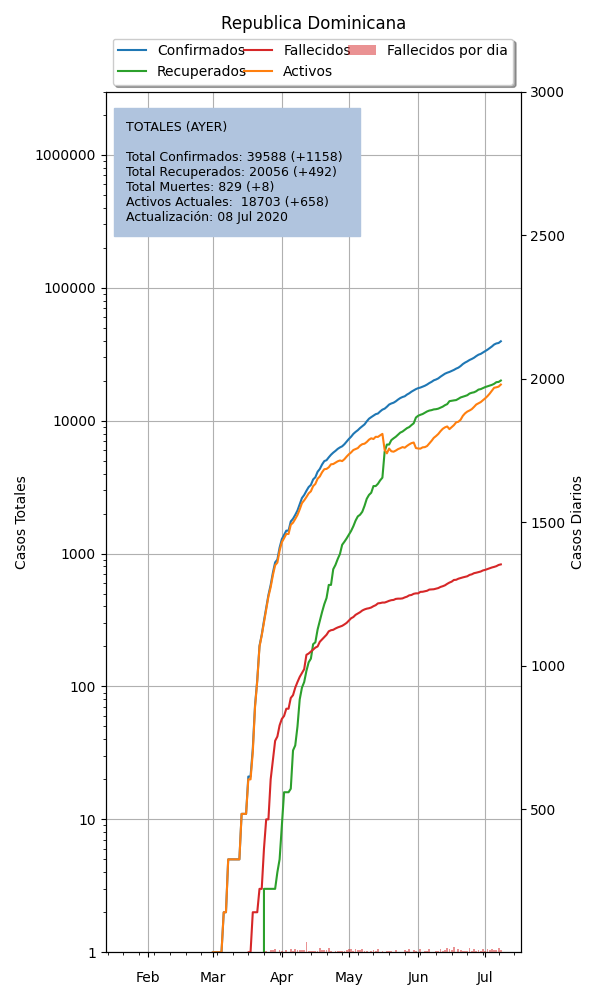 Republica Dominicana
Confirmados Fallecidos Fallecidos por dia
Recuperados Activos
TOTALES (AYER)
Total Confirmados: 39588 (+1158)
Total Recuperados: 20056 (+492)
Total Muertes: 829 (+8)
Activos Actuales:  18703 (+658)
Actualización: 08 Jul 2020
Casos Totales
1000000
100000
10000
1000
100
10
1
3000
2500
2000
1500
1000
500
Casos Diarios
Feb Mar Apr May Jun Jul